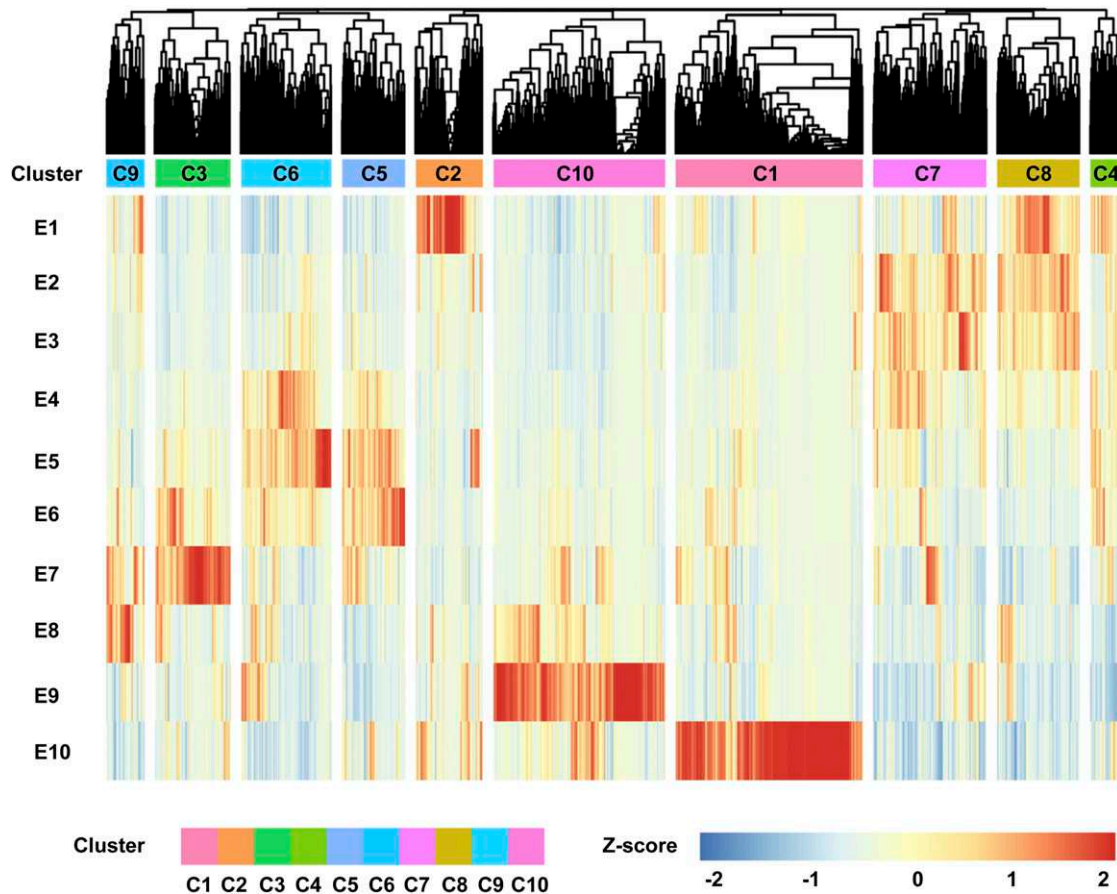 Cluster C9 C3 C6 C5 C2 C10 C1 C7 C8 C4
E1
E2
E3
E4
E5
E6
E7
E8
E9
E10
Cluster
C1 C2 C3 C4 C5 C6 C7 C8 C9 C10
Z-score
-2 -1 0 1 2